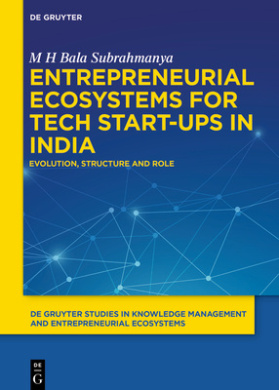 DE GRUYTER
M H Bala Subrahmanya
ENTREPRENEURIAL
ECOSYSTEMS FOR
TECH START-UPS IN
INDIA
EVOLUTION, STRUCTURE AND ROLE
DE GRUYTER STUDIES IN KNOWLEDGE MANAGEMENT
AND ENTREPRENEURIAL ECOSYSTEMS
DE
G